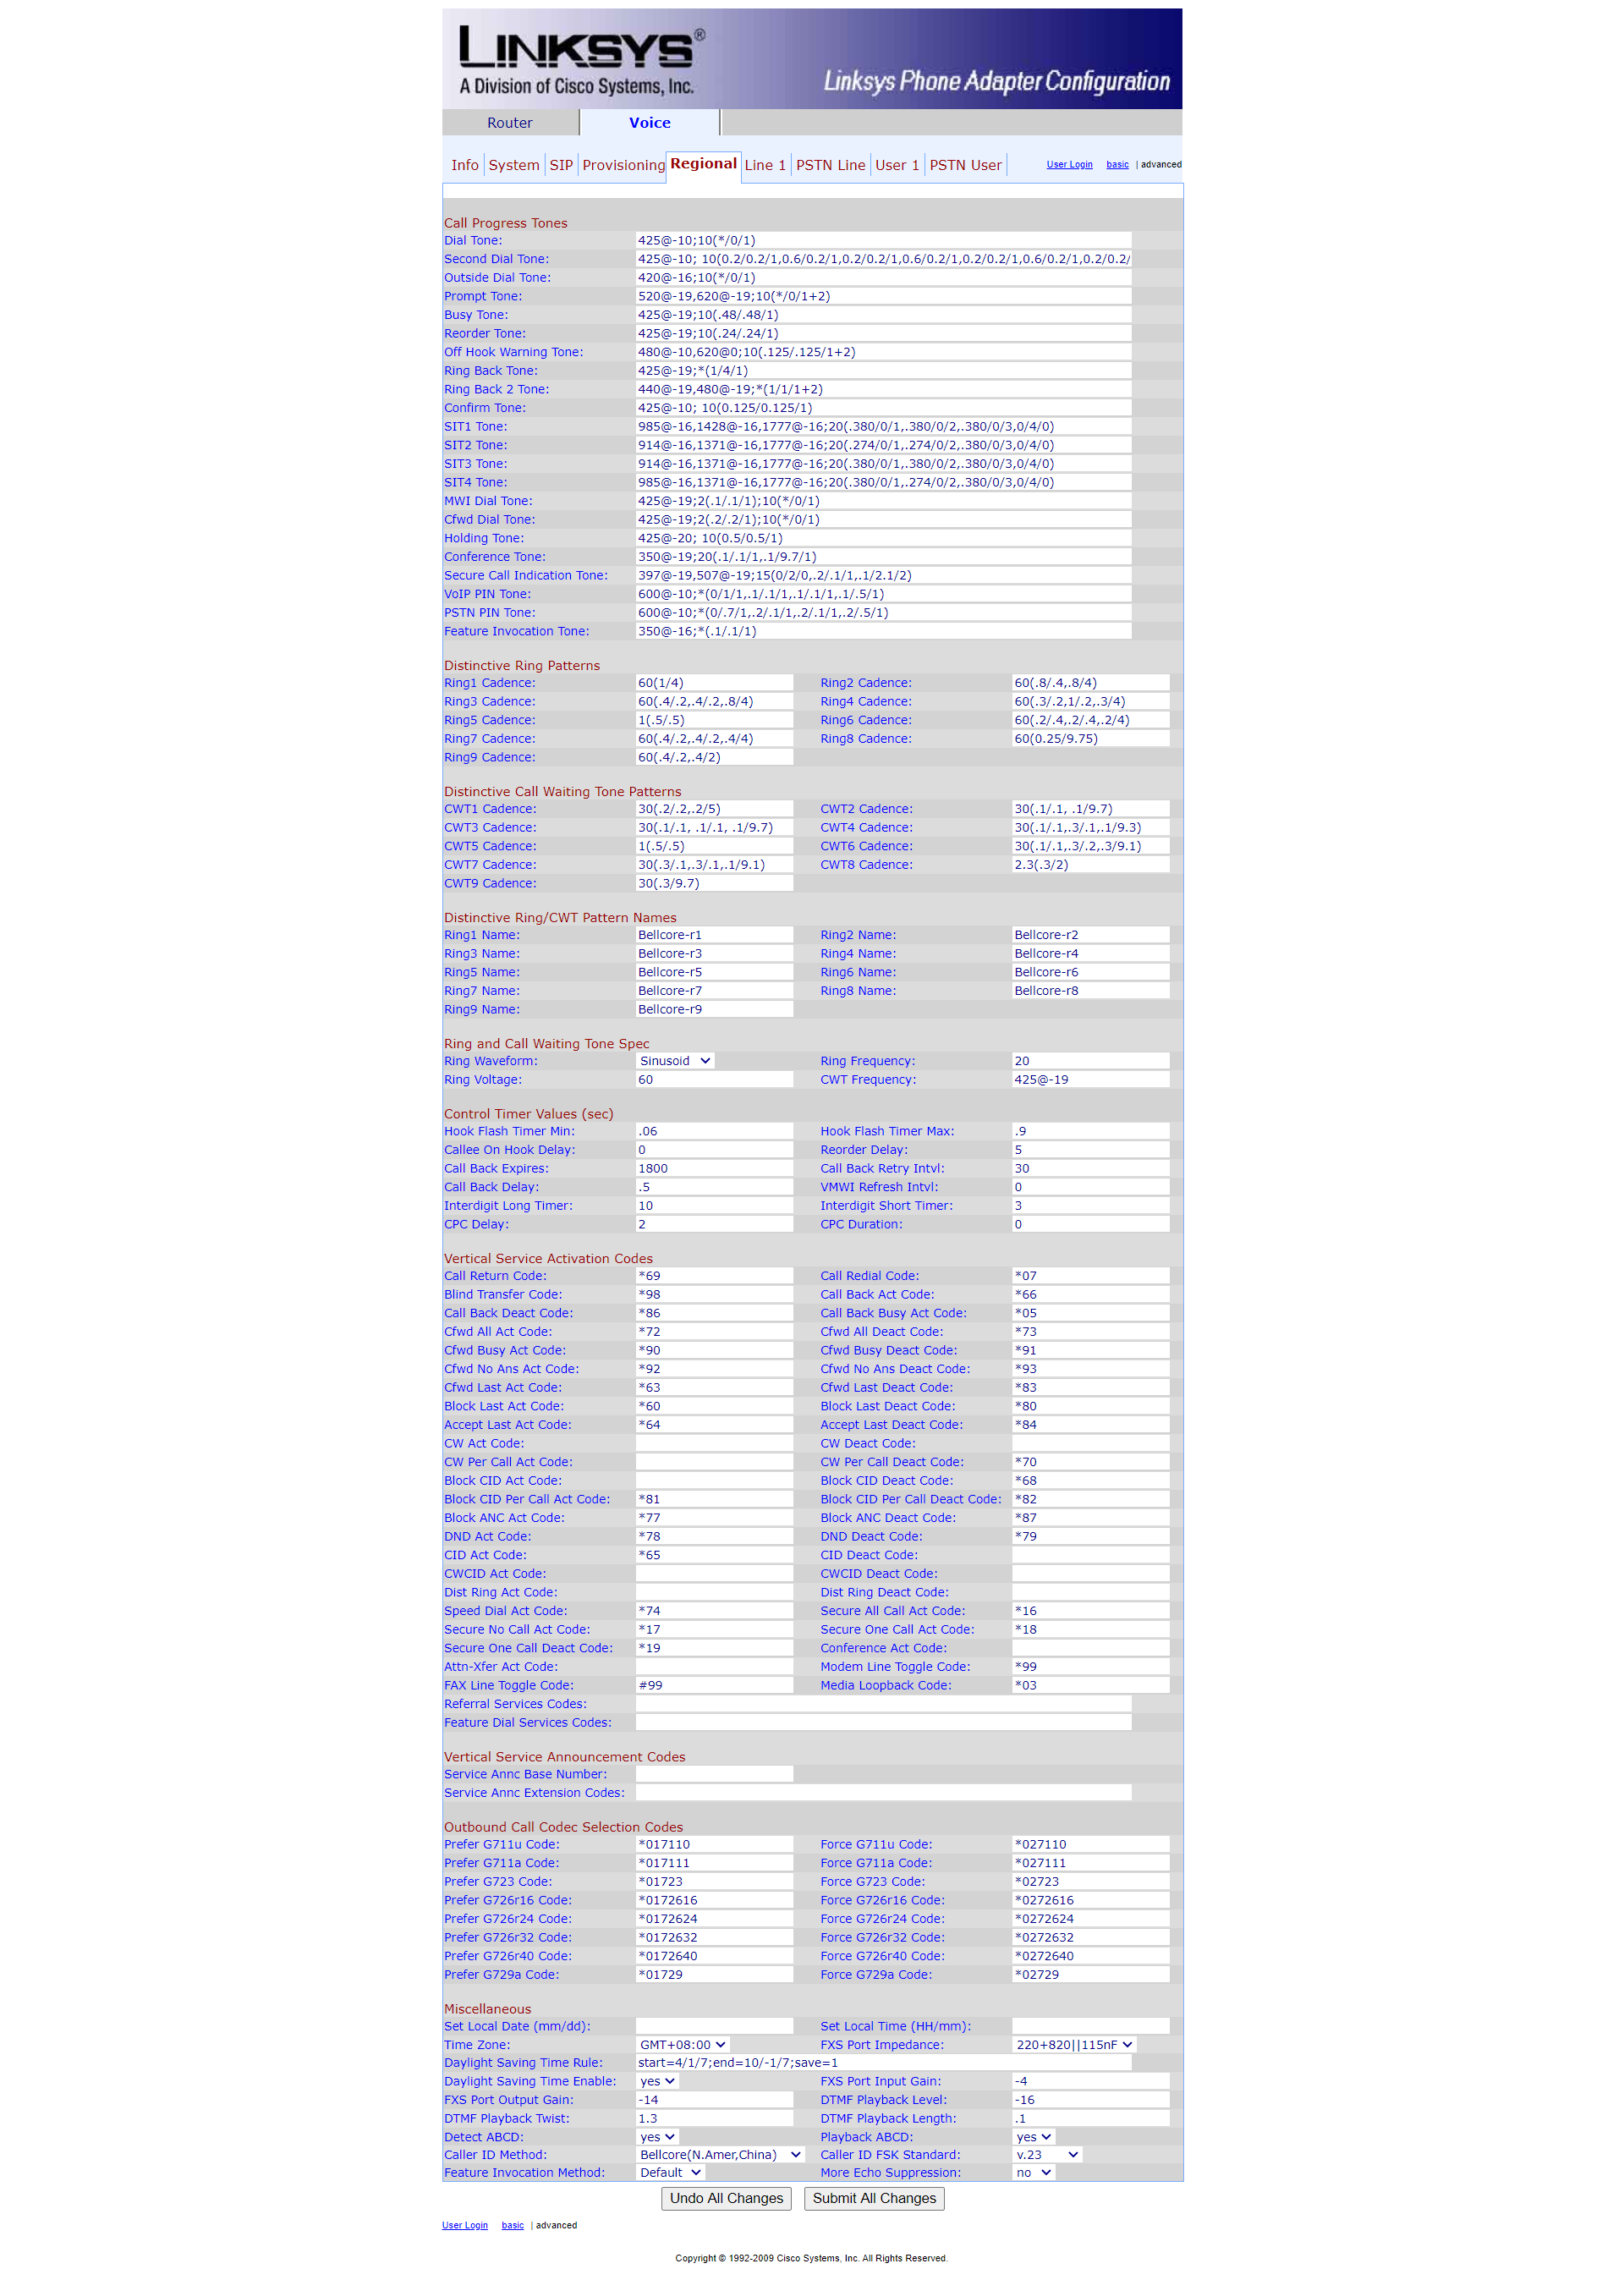 LINKSYS®
A Division of Cisco Systems, Inc.
Linksys Phone Adapter Configuration
Router Voice
Info System SIP Provisioning Regional Line 1 PSTN Line User 1 PSTN User User Login basic | advanced
Call Progress Tones
Dial Tone: 425@-10;10(*/0/1)
Second Dial Tone: 425@-10; 10(0.2/0.2/1,0.6/0.2/1,0.2/0.2/1,0.6/0.2/1,0.2/0.2/1,0.6/0.2/1,0.2/0.2/
Outside Dial Tone: 420@-16;10(*/0/1)
Prompt Tone: 520@-19,620@-19;10(*/0/1+2)
Busy Tone: 425@-19;10(.48/.48/1)
Reorder Tone: 425@-19;10(.24/.24/1)
Off Hook Warning Tone: 480@-10,620@0;10(.125/.125/1+2)
Ring Back Tone: 425@-19;*(1/4/1)
Ring Back 2 Tone: 440@-19,480@-19;*(1/1/1+2)
Confirm Tone: 425@-10; 10(0.125/0.125/1)
SIT1 Tone: 985@-16,1428@-16,1777@-16;20(.380/0/1,.380/0/2,.380/0/3,0/4/0)
SIT2 Tone: 914@-16,1371@-16,1777@-16;20(.274/0/1,.274/0/2,.380/0/3,0/4/0)
SIT3 Tone: 914@-16,1371@-16,1777@-16;20(.380/0/1,.380/0/2,.380/0/3,0/4/0)
SIT4 Tone: 985@-16,1371@-16,1777@-16;20(.380/0/1,.274/0/2,.380/0/3,0/4/0)
MWI Dial Tone: 425@-19;2(.1/.1/1);10(*/0/1)
Cfwd Dial Tone: 425@-19;2(.2/.2/1);10(*/0/1)
Holding Tone: 425@-20; 10(0.5/0.5/1)
Conference Tone: 350@-19;20(.1/.1/1,.1/9.7/1)
Secure Call Indication Tone: 397@-19,507@-19;15(0/2/0,.2/.1/1,.1/2.1/2)
VoIP PIN Tone: 600@-10;*(0/1/1,.1/.1/1,.1/.1/1,.1/.5/1)
PSTN PIN Tone: 600@-10;*(0/.7/1,.2/.1/1,.2/.1/1,.2/.5/1)
Feature Invocation Tone: 350@-16;*(.1/.1/1)
Distinctive Ring Patterns
Ring1 Cadence: 60(1/4) Ring2 Cadence: 60(.8/.4,.8/4)
Ring3 Cadence: 60(.4/.2,.4/.2,.8/4) Ring4 Cadence: 60(.3/.2,1/.2,.3/4)
Ring5 Cadence: 1(.5/.5) Ring6 Cadence: 60(.2/.4,.2/.4,.2/4)
Ring7 Cadence: 60(.4/.2,.4/.2,.4/4) Ring8 Cadence: 60(0.25/9.75)
Ring9 Cadence: 60(.4/.2,.4/2)
Distinctive Call Waiting Tone Patterns
CWT1 Cadence: 30(.2/.2,.2/5) CWT2 Cadence: 30(.1/.1, .1/9.7)
CWT3 Cadence: 30(.1/.1, .1/.1, .1/9.7) CWT4 Cadence: 30(.1/.1,.3/.1,.1/9.3)
CWT5 Cadence: 1(.5/.5) CWT6 Cadence: 30(.1/.1,.3/.2,.3/9.1)
CWT7 Cadence: 30(.3/.1,.3/.1,.1/9.1) CWT8 Cadence: 2.3(.3/2)
CWT9 Cadence: 30(.3/9.7)
Distinctive Ring/CWT Pattern Names
Ring1 Name: Bellcore-r1 Ring2 Name: Bellcore-r2
Ring3 Name: Bellcore-r3 Ring4 Name: Bellcore-r4
Ring5 Name: Bellcore-r5 Ring6 Name: Bellcore-r6
Ring7 Name: Bellcore-r7 Ring8 Name: Bellcore-r8
Ring9 Name: Bellcore-r9
Ring and Call Waiting Tone Spec
Ring Waveform: Sinusoid Ring Frequency: 20
Ring Voltage: 60 CWT Frequency: 425@-19
Control Timer Values (sec)
Hook Flash Timer Min: .06 Hook Flash Timer Max: .9
Callee On Hook Delay: 0 Reorder Delay: 5
Call Back Expires: 1800 Call Back Retry Intvl: 30
Call Back Delay: .5 VMWI Refresh Intvl: 0
Interdigit Long Timer: 10 Interdigit Short Timer: 3
CPC Delay: 2 CPC Duration: 0
Vertical Service Activation Codes
Call Return Code: *69 Call Redial Code: *07
Blind Transfer Code: *98 Call Back Act Code: *66
Call Back Deact Code: *86 Call Back Busy Act Code: *05
Cfwd All Act Code: *72 Cfwd All Deact Code: *73
Cfwd Busy Act Code: *90 Cfwd Busy Deact Code: *91
Cfwd No Ans Act Code: *92 Cfwd No Ans Deact Code: *93
Cfwd Last Act Code: *63 Cfwd Last Deact Code: *83
Block Last Act Code: *60 Block Last Deact Code: *80
Accept Last Act Code: *64 Accept Last Deact Code: *84
CW Act Code: CW Deact Code:
CW Per Call Act Code: CW Per Call Deact Code: *70
Block CID Act Code: Block CID Deact Code: *68
Block CID Per Call Act Code: *81 Block CID Per Call Deact Code: *82
Block ANC Act Code: *77 Block ANC Deact Code: *87
DND Act Code: *78 DND Deact Code: *79
CID Act Code: *65 CID Deact Code:
CWCID Act Code: CWCID Deact Code:
Dist Ring Act Code: Dist Ring Deact Code:
Speed Dial Act Code: *74 Secure All Call Act Code: *16
Secure No Call Act Code: *17 Secure One Call Act Code: *18
Secure One Call Deact Code: *19 Conference Act Code:
Attn-Xfer Act Code: Modem Line Toggle Code: *99
FAX Line Toggle Code: #99 Media Loopback Code: *03
Referral Services Codes:
Feature Dial Services Codes:
Vertical Service Announcement Codes
Service Annc Base Number:
Service Annc Extension Codes:
Outbound Call Codec Selection Codes
Prefer G711u Code: *017110 Force G711u Code: *027110
Prefer G711a Code: *017111 Force G711a Code: *027111
Prefer G723 Code: *01723 Force G723 Code: *02723
Prefer G726r16 Code: *0172616 Force G726r16 Code: *0272616
Prefer G726r24 Code: *0172624 Force G726r24 Code: *0272624
Prefer G726r32 Code: *0172632 Force G726r32 Code: *0272632
Prefer G726r40 Code: *0172640 Force G726r40 Code: *0272640
Prefer G729a Code: *01729 Force G729a Code: *02729
Miscellaneous
Set Local Date (mm/dd): Set Local Time (HH/mm):
Time Zone: GMT+08:00 FXS Port Impedance: 220+820||115nF
Daylight Saving Time Rule: start=4/1/7;end=10/-1/7;save=1
Daylight Saving Time Enable: yes FXS Port Input Gain: -4
FXS Port Output Gain: -14 DTMF Playback Level: -16
DTMF Playback Twist: 1.3 DTMF Playback Length: .1
Detect ABCD: yes Playback ABCD: yes
Caller ID Method: Bellcore(N.Amer,China) Caller ID FSK Standard: v.23
Feature Invocation Method: Default More Echo Suppression: no
Undo All Changes Submit All Changes
User Login basic | advanced
Copyright © 1992-2009 Cisco Systems, Inc. All Rights Reserved.